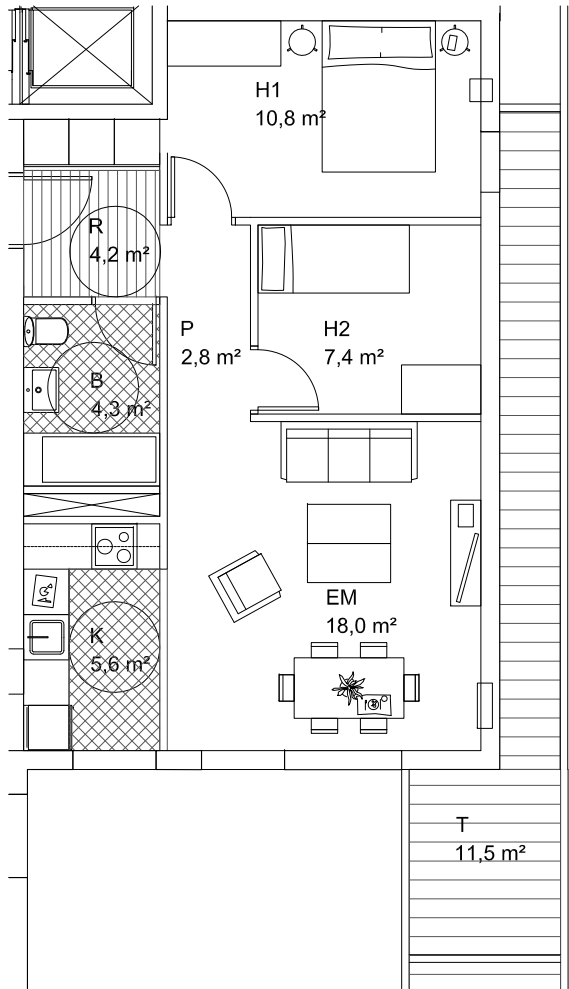 H1
10,8 m²
R
4,2 m²
P
2,8 m²
H2
7,4 m²
B
4,3 m²
EM
18,0 m²
K
5,6 m²
T
11,5 m²